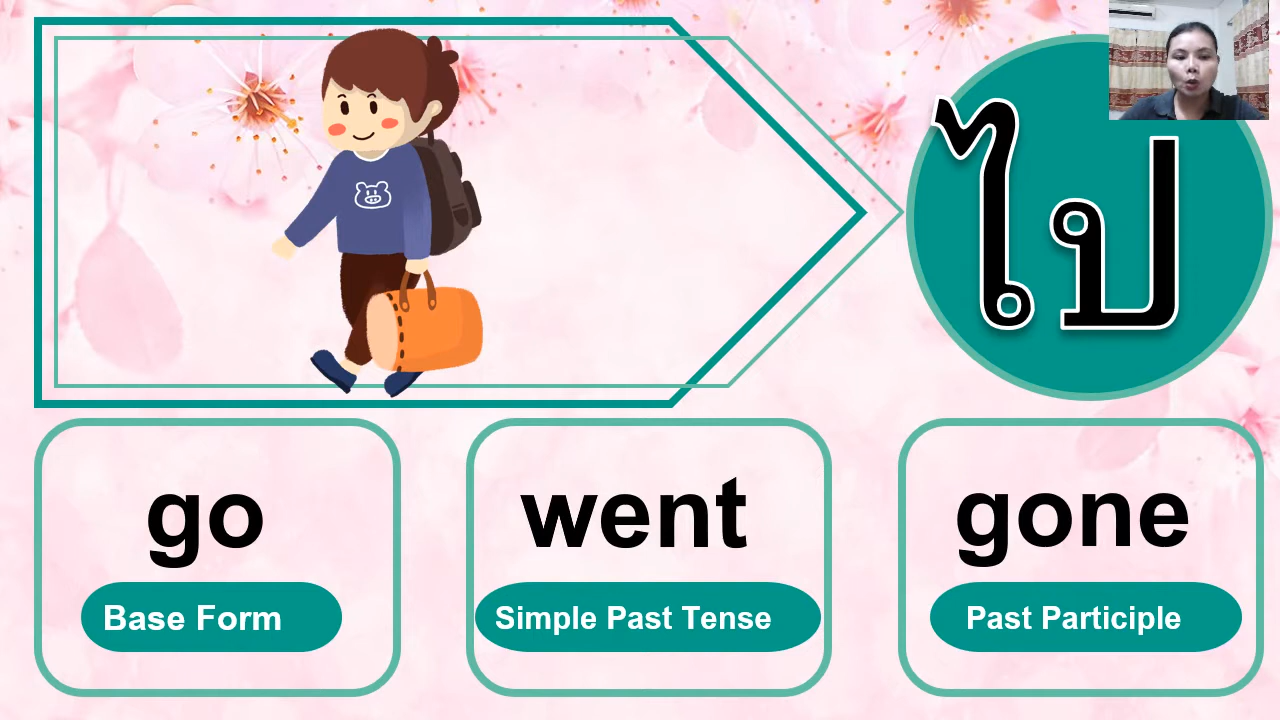 ไป
go
went
gone
Base Form
Simple Past Tense
Past Participle